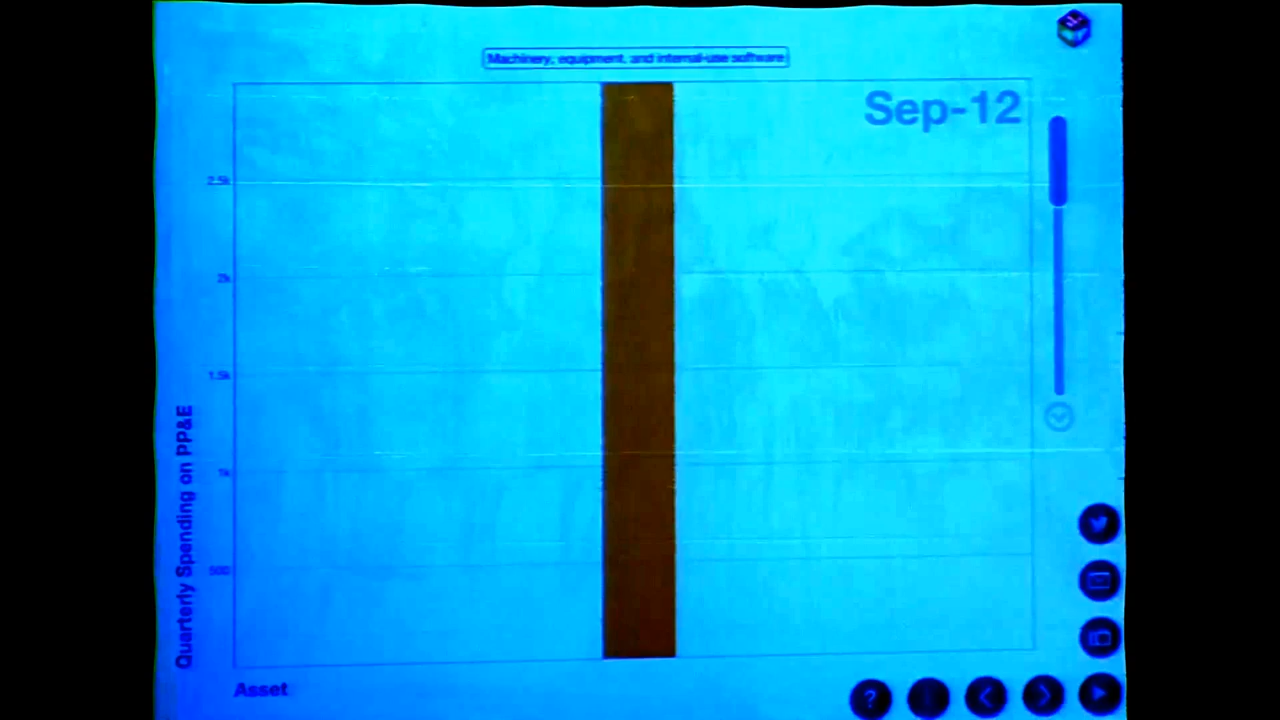 Machinery, equipment, and internal-use software
Sep-12
2.5k
2k
1.5k
1k
500
Quarterly Spending on PP&E
Asset
?